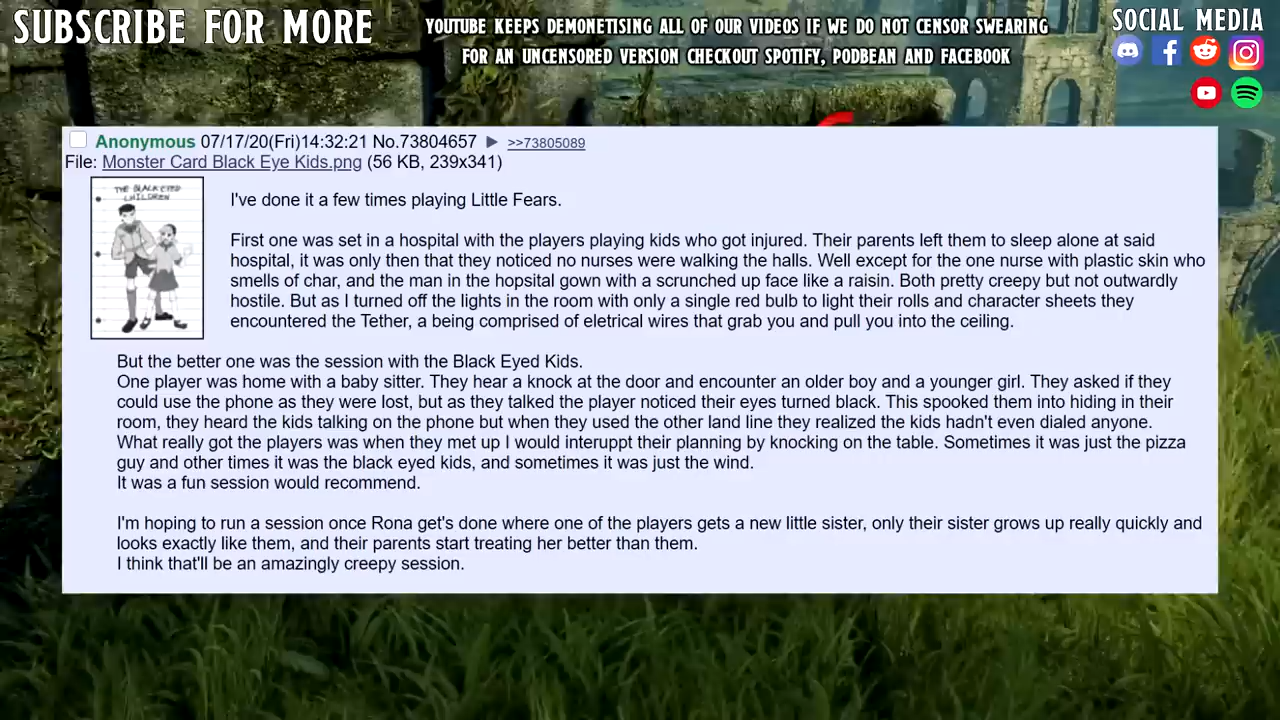 SUBSCRIBE FOR MORE
YOUTUBE KEEPS DEMONETISING ALL OF OUR VIDEOS IF WE DO NOT CENSOR SWEARING
FOR AN UNCENSORED VERSION CHECKOUT SPOTIFY, PODBEAN AND FACEBOOK
SOCIAL MEDIA
Anonymous 07/17/20(Fri)14:32:21 No.73804657 ▶ >>73805089
File: Monster Card Black Eye Kids.png (56 KB, 239x341)
THE BLACK EYED
CHILDREN
I've done it a few times playing Little Fears.
First one was set in a hospital with the players playing kids who got injured. Their parents left them to sleep alone at said
hospital, it was only then that they noticed no nurses were walking the halls. Well except for the one nurse with plastic skin who
smells of char, and the man in the hopsital gown with a scrunched up face like a raisin. Both pretty creepy but not outwardly
hostile. But as I turned off the lights in the room with only a single red bulb to light their rolls and character sheets they
encountered the Tether, a being comprised of eletrical wires that grab you and pull you into the ceiling.
But the better one was the session with the Black Eyed Kids.
One player was home with a baby sitter. They hear a knock at the door and encounter an older boy and a younger girl. They asked if they
could use the phone as they were lost, but as they talked the player noticed their eyes turned black. This spooked them into hiding in their
room, they heard the kids talking on the phone but when they used the other land line they realized the kids hadn't even dialed anyone.
What really got the players was when they met up I would interuppt their planning by knocking on the table. Sometimes it was just the pizza
guy and other times it was the black eyed kids, and sometimes it was just the wind.
It was a fun session would recommend.
I'm hoping to run a session once Rona get's done where one of the players gets a new little sister, only their sister grows up really quickly and
looks exactly like them, and their parents start treating her better than them.
I think that'll be an amazingly creepy session.